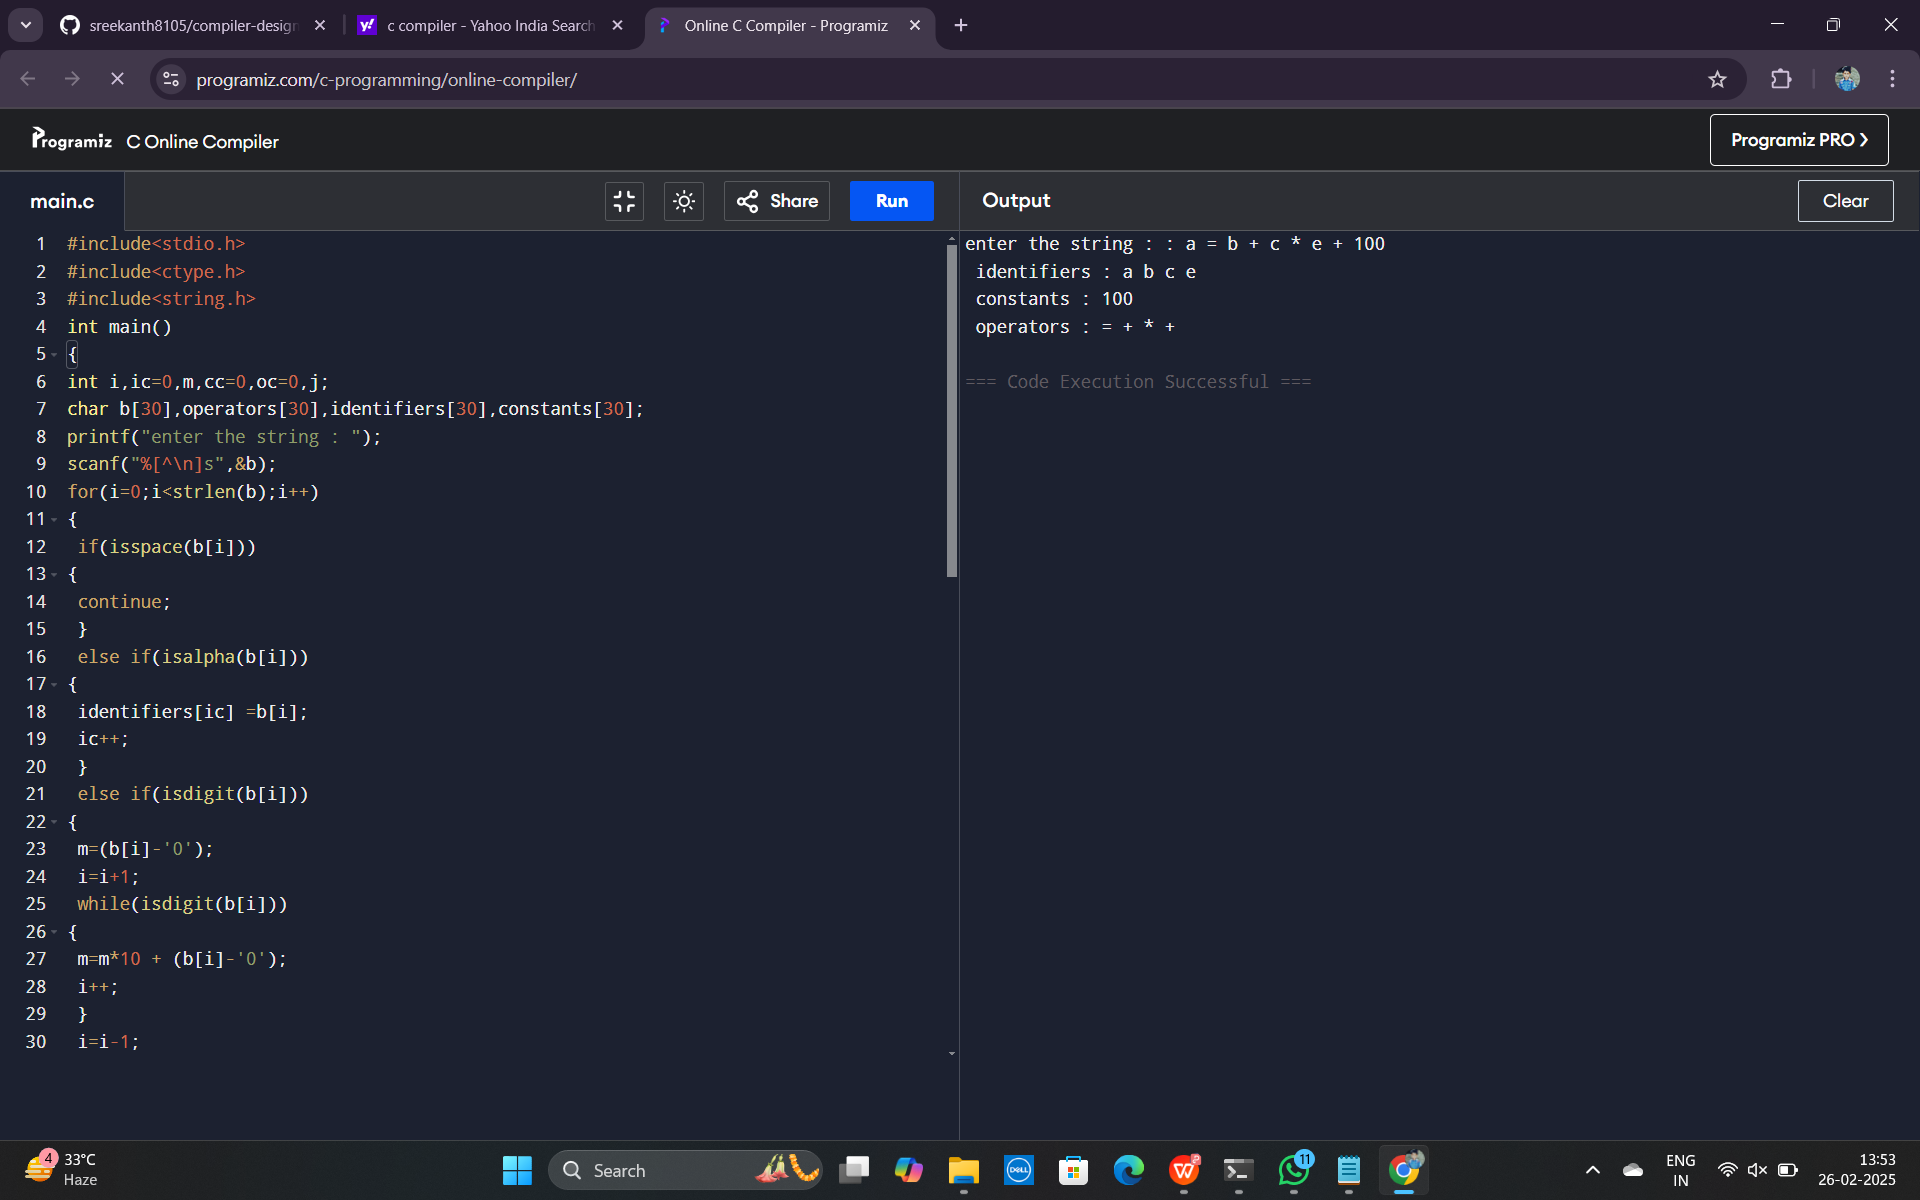 sreekanth8105/compiler-design
c compiler - Yahoo India Search
Online C Compiler - Programiz
programiz.com/c-programming/online-compiler/
Programiz C Online Compiler
Programiz PRO
main.c
Share
Run
Output
Clear
1 #include<stdio.h>
2 #include<ctype.h>
3 #include<string.h>
4 int main()
5 {
6 int i,ic=0,m,cc=0,oc=0,j;
7 char b[30],operators[30],identifiers[30],constants[30];
8 printf("enter the string : ");
9 scanf("%[^\n]s",&b);
10 for(i=0;i<strlen(b);i++)
11 {
12 if(isspace(b[i]))
13 {
14 continue;
15 }
16 else if(isalpha(b[i]))
17 {
18 identifiers[ic] =b[i];
19 ic++;
20 }
21 else if(isdigit(b[i]))
22 {
23 m=(b[i]-'0');
24 i=i+1;
25 while(isdigit(b[i]))
26 {
27 m=m*10 + (b[i]-'0');
28 i++;
29 }
30 i=i-1;
enter the string : : a = b + c * e + 100
identifiers : a b c e
constants : 100
operators : = + * +
=== Code Execution Successful ===
4
33°C
Haze
Search
DELL
11
ENG
IN
13:53
26-02-2025